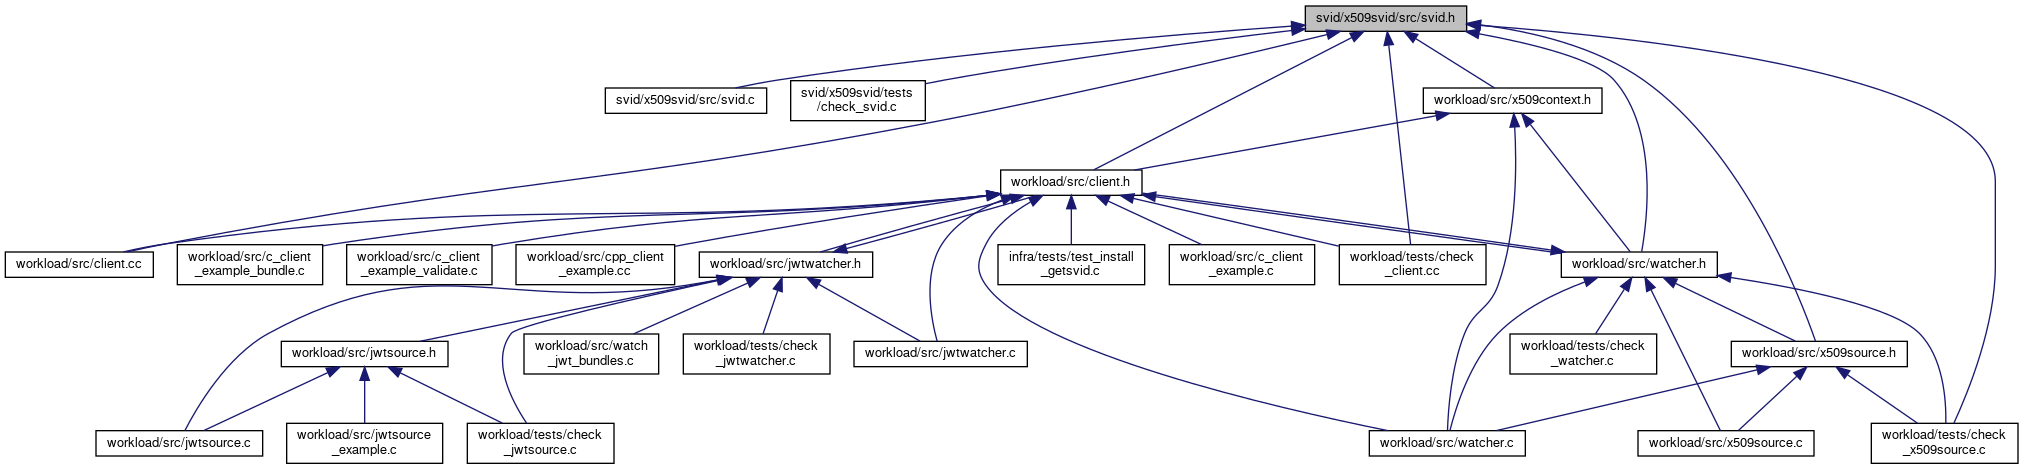 svid/x509svid/src/svid.h
svid/x509svid/src/svid.c
svid/x509svid/tests
/check_svid.c
workload/src/x509context.h
workload/src/client.h
workload/src/client.cc
workload/src/c_client
_example_bundle.c
workload/src/c_client
_example_validate.c
workload/src/cpp_client
_example.cc
workload/src/jwtwatcher.h
infra/tests/test_install
_getsvid.c
workload/src/c_client
_example.c
workload/tests/check
_client.cc
workload/src/watcher.h
workload/src/jwtsource.h
workload/src/watch
_jwt_bundles.c
workload/tests/check
_jwtwatcher.c
workload/src/jwtwatcher.c
workload/tests/check
_watcher.c
workload/src/x509source.h
workload/src/jwtsource.c
workload/src/jwtsource
_example.c
workload/tests/check
_jwtsource.c
workload/src/watcher.c
workload/src/x509source.c
workload/tests/check
_x509source.c